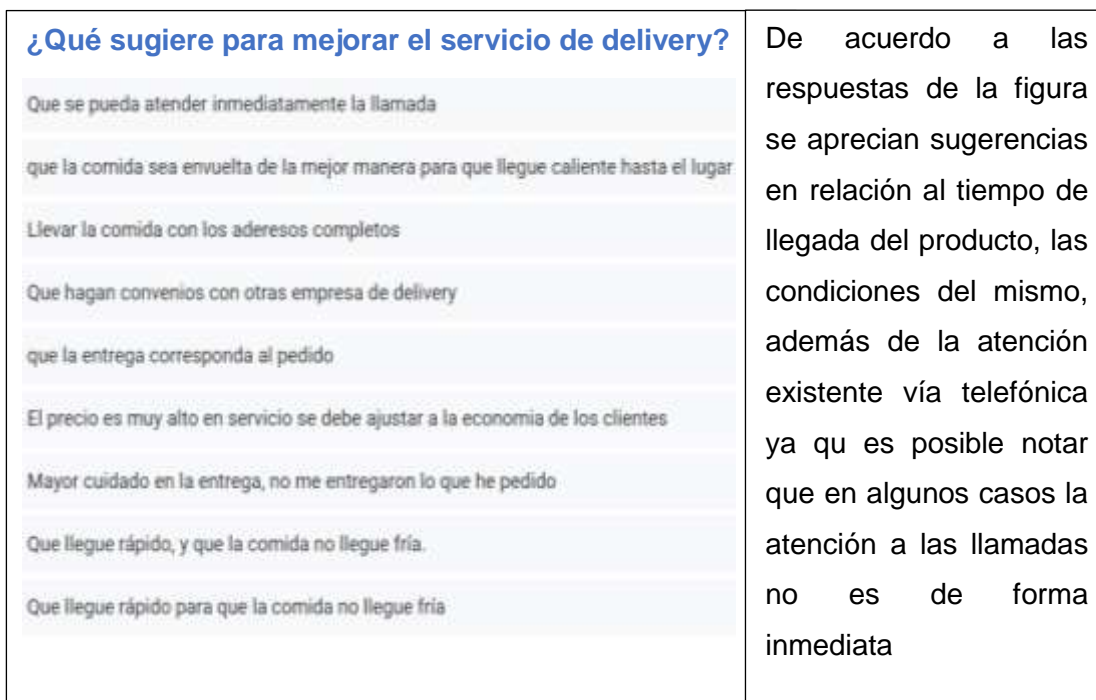 ¿Qué sugiere para mejorar el servicio de delivery?
Que se pueda atender inmediatamente la llamada
que la comida sea envuelta de la mejor manera para que llegue caliente hasta el lugar
Llevar la comida con los aderesos completos
Que hagan convenios con otras empresa de delivery
que la entrega corresponda al pedido
El precio es muy alto en servicio se debe ajustar a la economia de los clientes
Mayor cuidado en la entrega, no me entregaron lo que he pedido
Que llegue rápido, y que la comida no llegue fría.
Que llegue rápido para que la comida no llegue fría
De acuerdo a las
respuestas de la figura
se aprecian sugerencias
en relación al tiempo de
llegada del producto, las
condiciones del mismo,
además de la atención
existente vía telefónica
ya qu es posible notar
que en algunos casos la
atención a las llamadas
no es de forma
inmediata